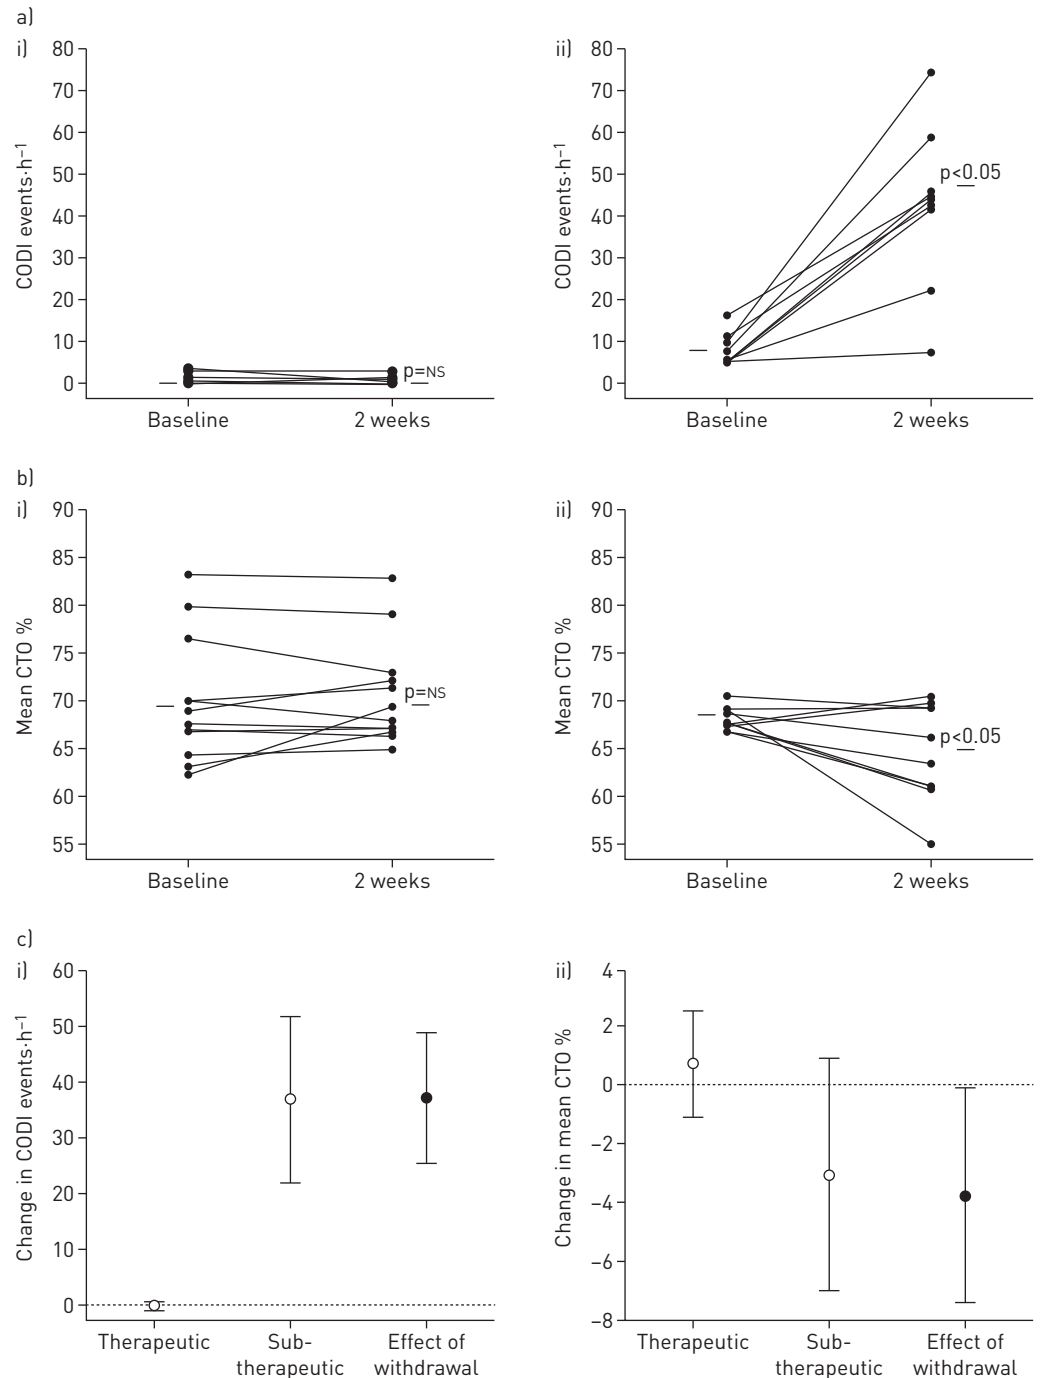 a)
i)
CODI events·h⁻¹
80
70
60
50
40
30
20
10
0
p=NS
Baseline
2 weeks
ii)
CODI events·h⁻¹
80
70
60
50
40
30
20
10
0
p<0.05
Baseline
2 weeks
b)
i)
Mean CTO %
90
85
80
75
70
65
60
55
p=NS
Baseline
2 weeks
ii)
Mean CTO %
90
85
80
75
70
65
60
55
p<0.05
Baseline
2 weeks
c)
i)
Change in CODI events·h⁻¹
60
50
40
30
20
10
0
Therapeutic
Sub-
therapeutic
Effect of
withdrawal
ii)
Change in mean CTO %
4
2
0
−2
−4
−6
−8
Therapeutic
Sub-
therapeutic
Effect of
withdrawal